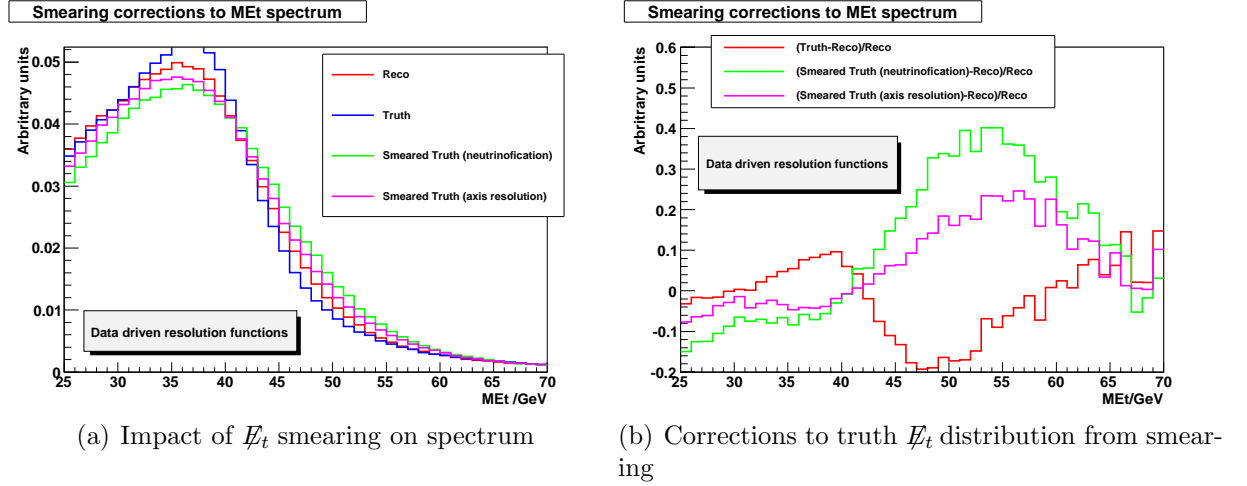 Smearing corrections to MEt spectrum
Arbritrary units
0.05
0.04
0.03
0.02
0.01
0
Reco
Truth
Smeared Truth (neutrinofication)
Smeared Truth (axis resolution)
Data driven resolution functions
25 30 35 40 45 50 55 60 65 70
MEt /GeV
(a) Impact of E̸t smearing on spectrum
Smearing corrections to MEt spectrum
Arbritrary units
0.6
0.5
0.4
0.3
0.2
0.1
0
-0.1
-0.2
(Truth-Reco)/Reco
(Smeared Truth (neutrinofication)-Reco)/Reco
(Smeared Truth (axis resolution)-Reco)/Reco
Data driven resolution functions
25 30 35 40 45 50 55 60 65 70
MEt/GeV
(b) Corrections to truth E̸t distribution from smear-
ing